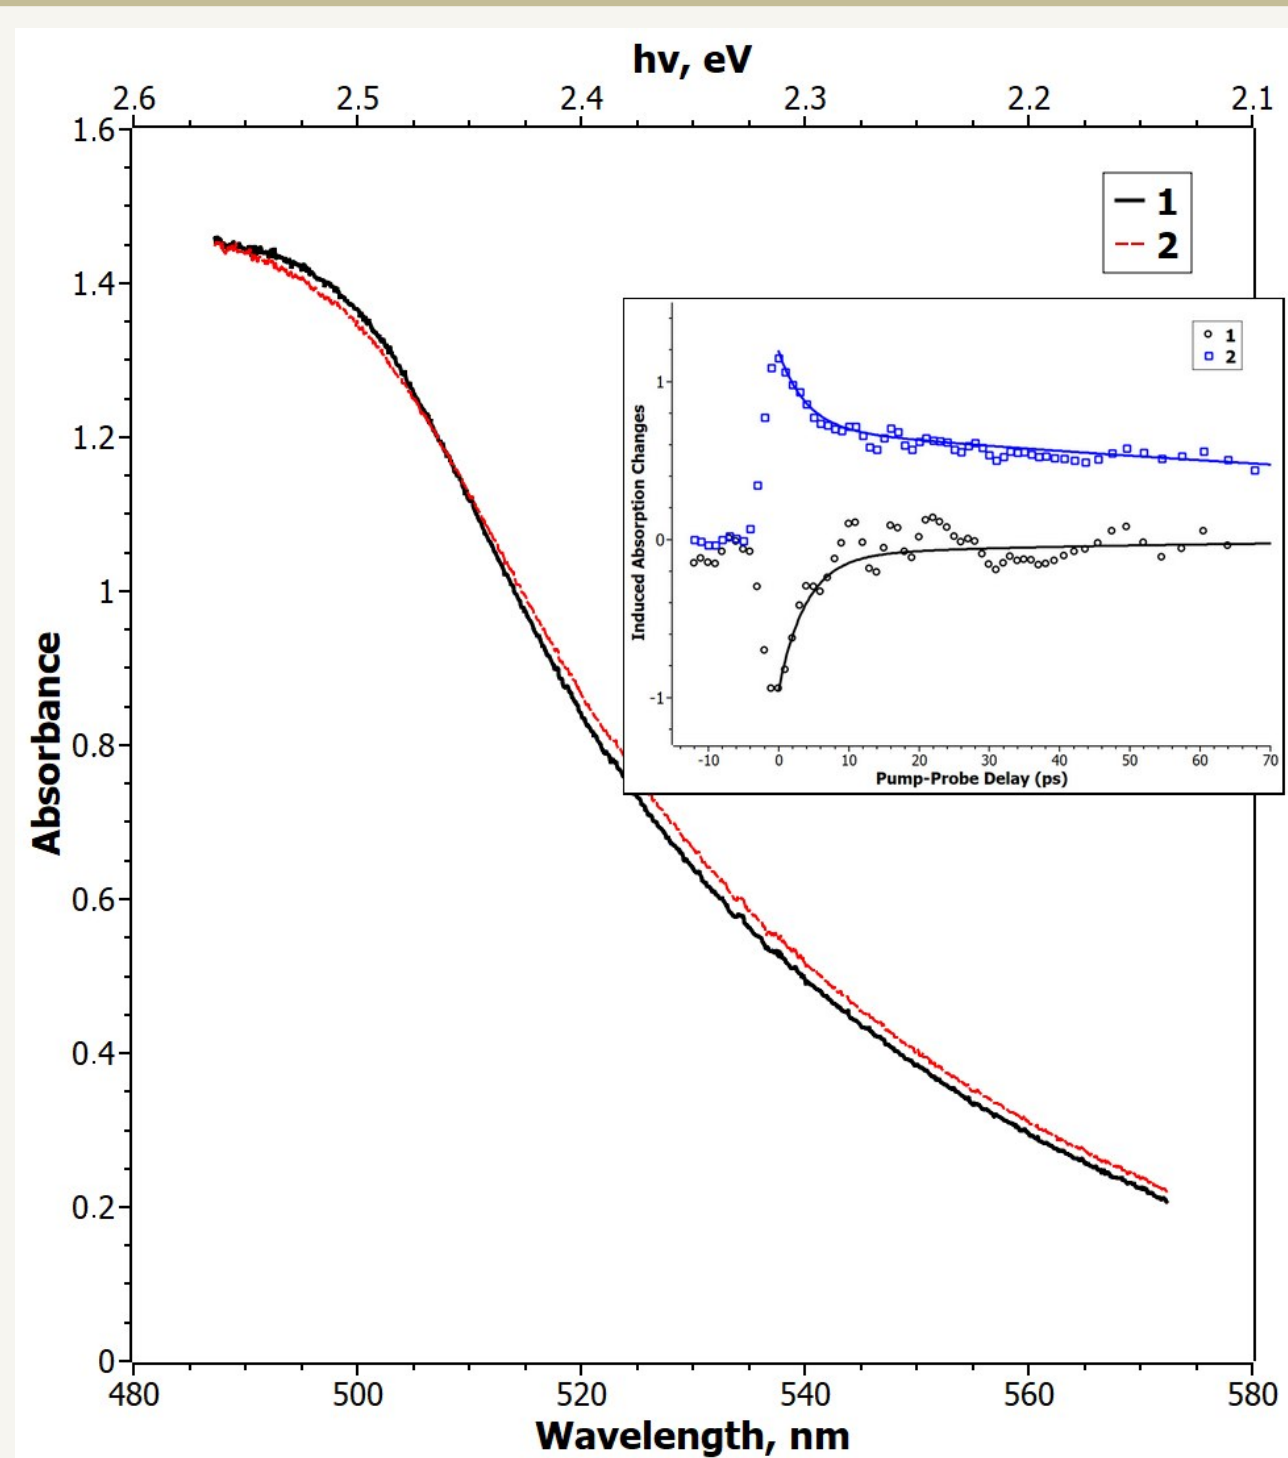 hv, eV
2.6 2.5 2.4 2.3 2.2 2.1
1.6
1.4
1.2
1
0.8
0.6
0.4
0.2
0
Absorbance
1
2
1
2
1
0
-1
Induced Absorption Changes
-10 0 10 20 30 40 50 60 70
Pump-Probe Delay (ps)
480 500 520 540 560 580
Wavelength, nm